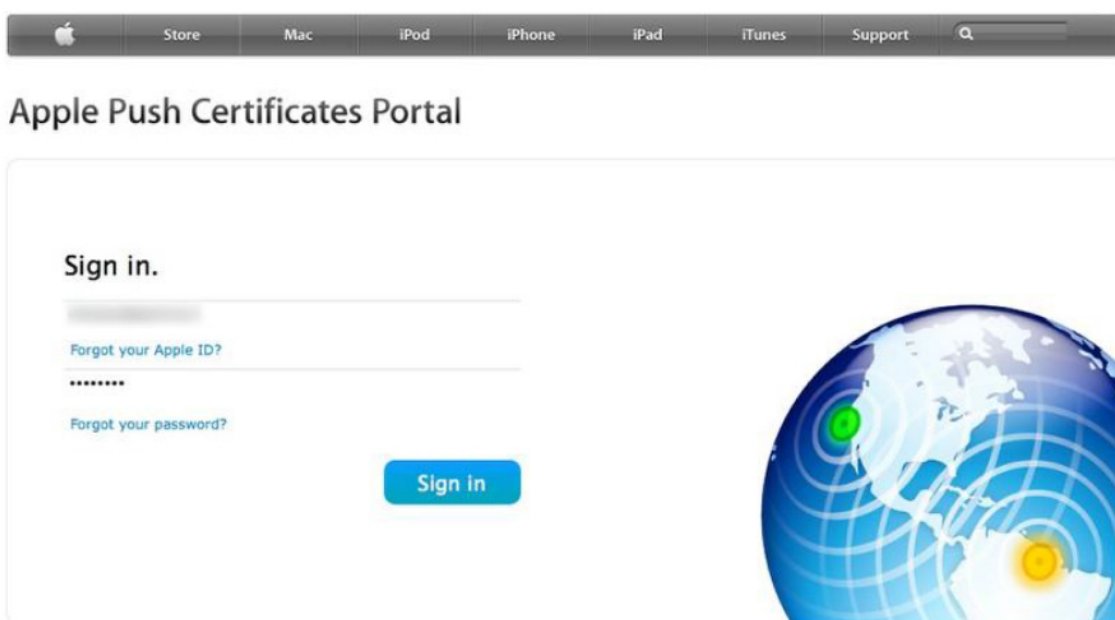 Store Mac iPod iPhone iPad iTunes Support
Apple Push Certificates Portal
Sign in.
Forgot your Apple ID?
••••••••
Forgot your password?
Sign in